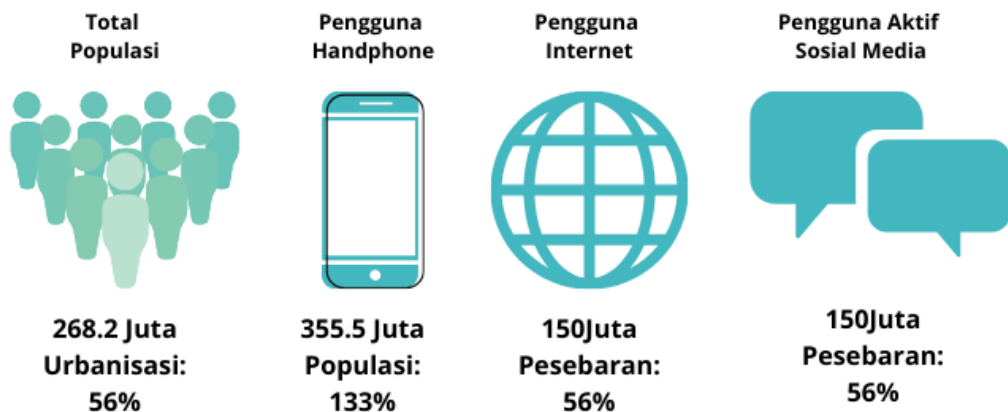 Total
Populasi
Pengguna
Handphone
Pengguna
Internet
Pengguna Aktif
Sosial Media
268.2 Juta
Urbanisasi:
56%
355.5 Juta
Populasi:
133%
150Juta
Pesebaran:
56%
150Juta
Pesebaran:
56%